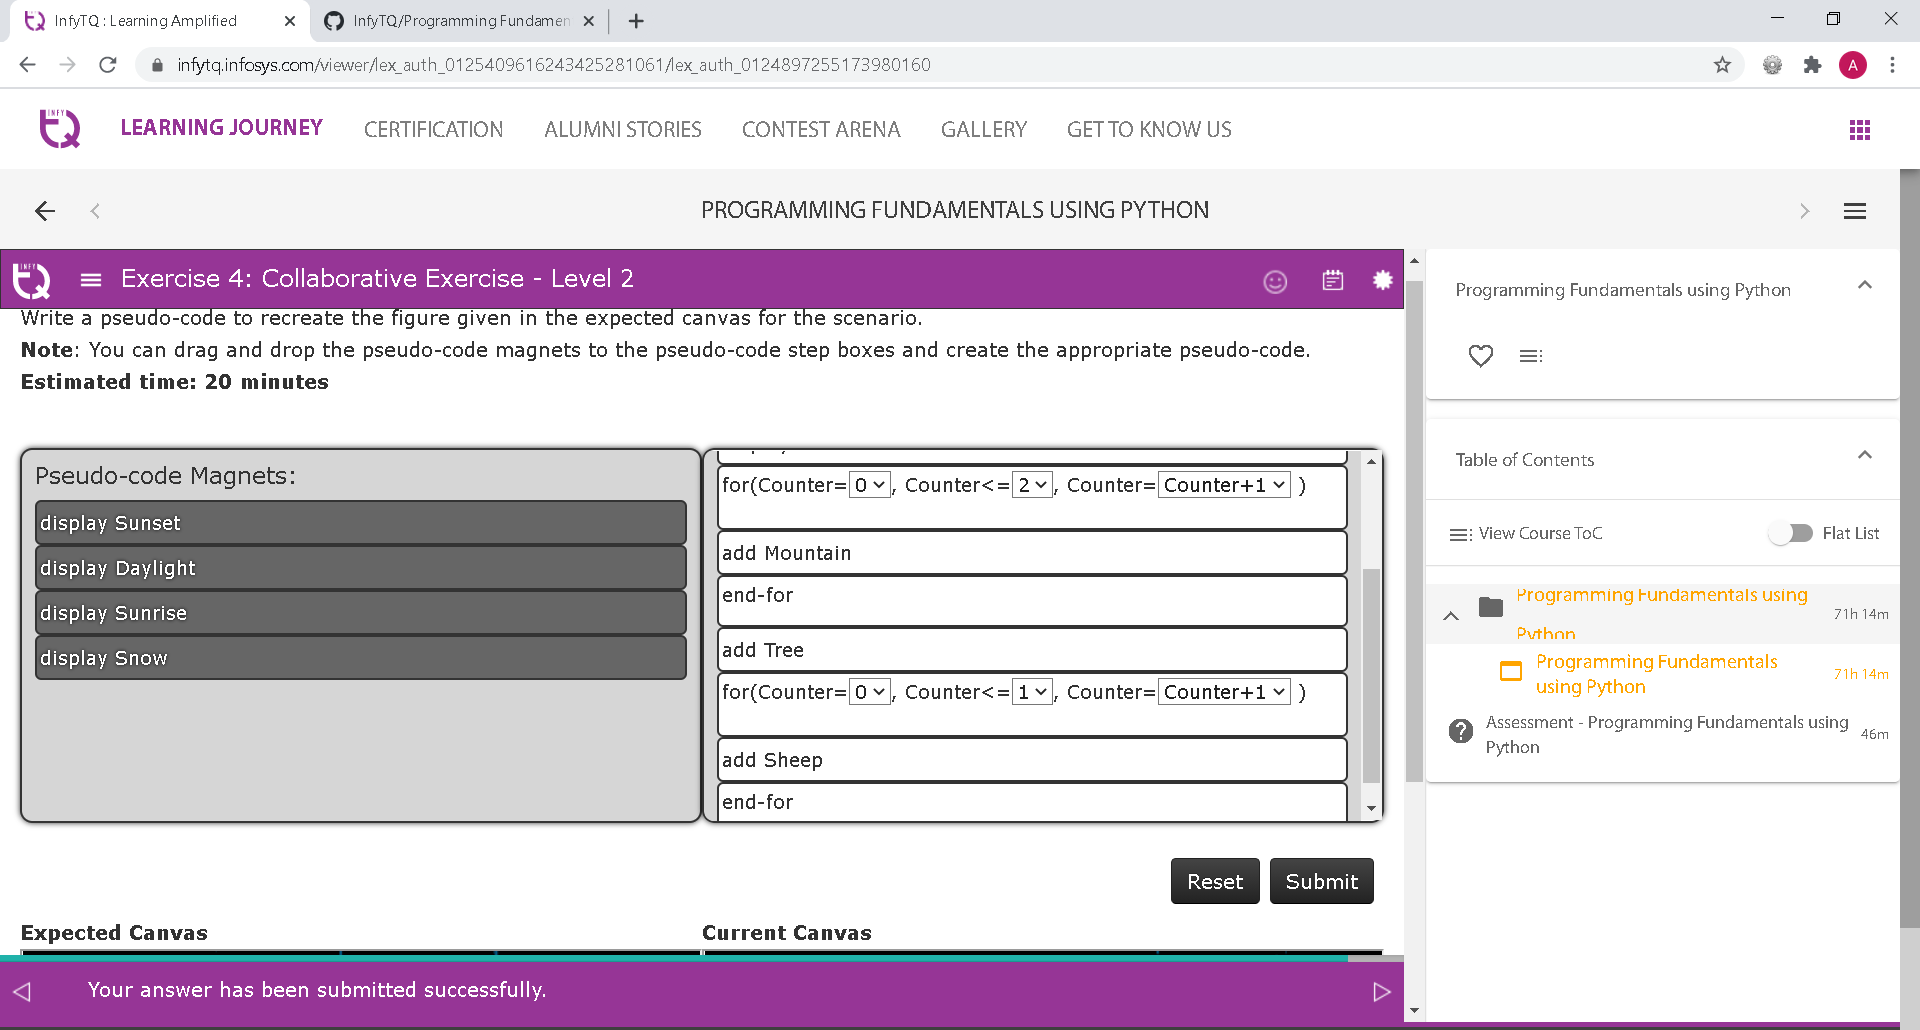 InfyTQ : Learning Amplified
InfyTQ/Programming Fundamen
infytq.infosys.com/viewer/lex_auth_0125409616243425281061/lex_auth_0124897255173980160
A
INFY
TQ
LEARNING JOURNEY
CERTIFICATION
ALUMNI STORIES
CONTEST ARENA
GALLERY
GET TO KNOW US
PROGRAMMING FUNDAMENTALS USING PYTHON
INFY
TQ
Exercise 4: Collaborative Exercise - Level 2
Write a pseudo-code to recreate the figure given in the expected canvas for the scenario.
Note: You can drag and drop the pseudo-code magnets to the pseudo-code step boxes and create the appropriate pseudo-code.
Estimated time: 20 minutes
Pseudo-code Magnets:
display Sunset
display Daylight
display Sunrise
display Snow
for(Counter= 0 , Counter<= 2 , Counter= Counter+1 )
add Mountain
end-for
add Tree
for(Counter= 0 , Counter<= 1 , Counter= Counter+1 )
add Sheep
end-for
Reset
Submit
Expected Canvas
Current Canvas
Your answer has been submitted successfully.
Programming Fundamentals using Python
Table of Contents
View Course ToC
Flat List
Programming Fundamentals using
Python
71h 14m
Programming Fundamentals
using Python
71h 14m
Assessment - Programming Fundamentals using
Python
46m